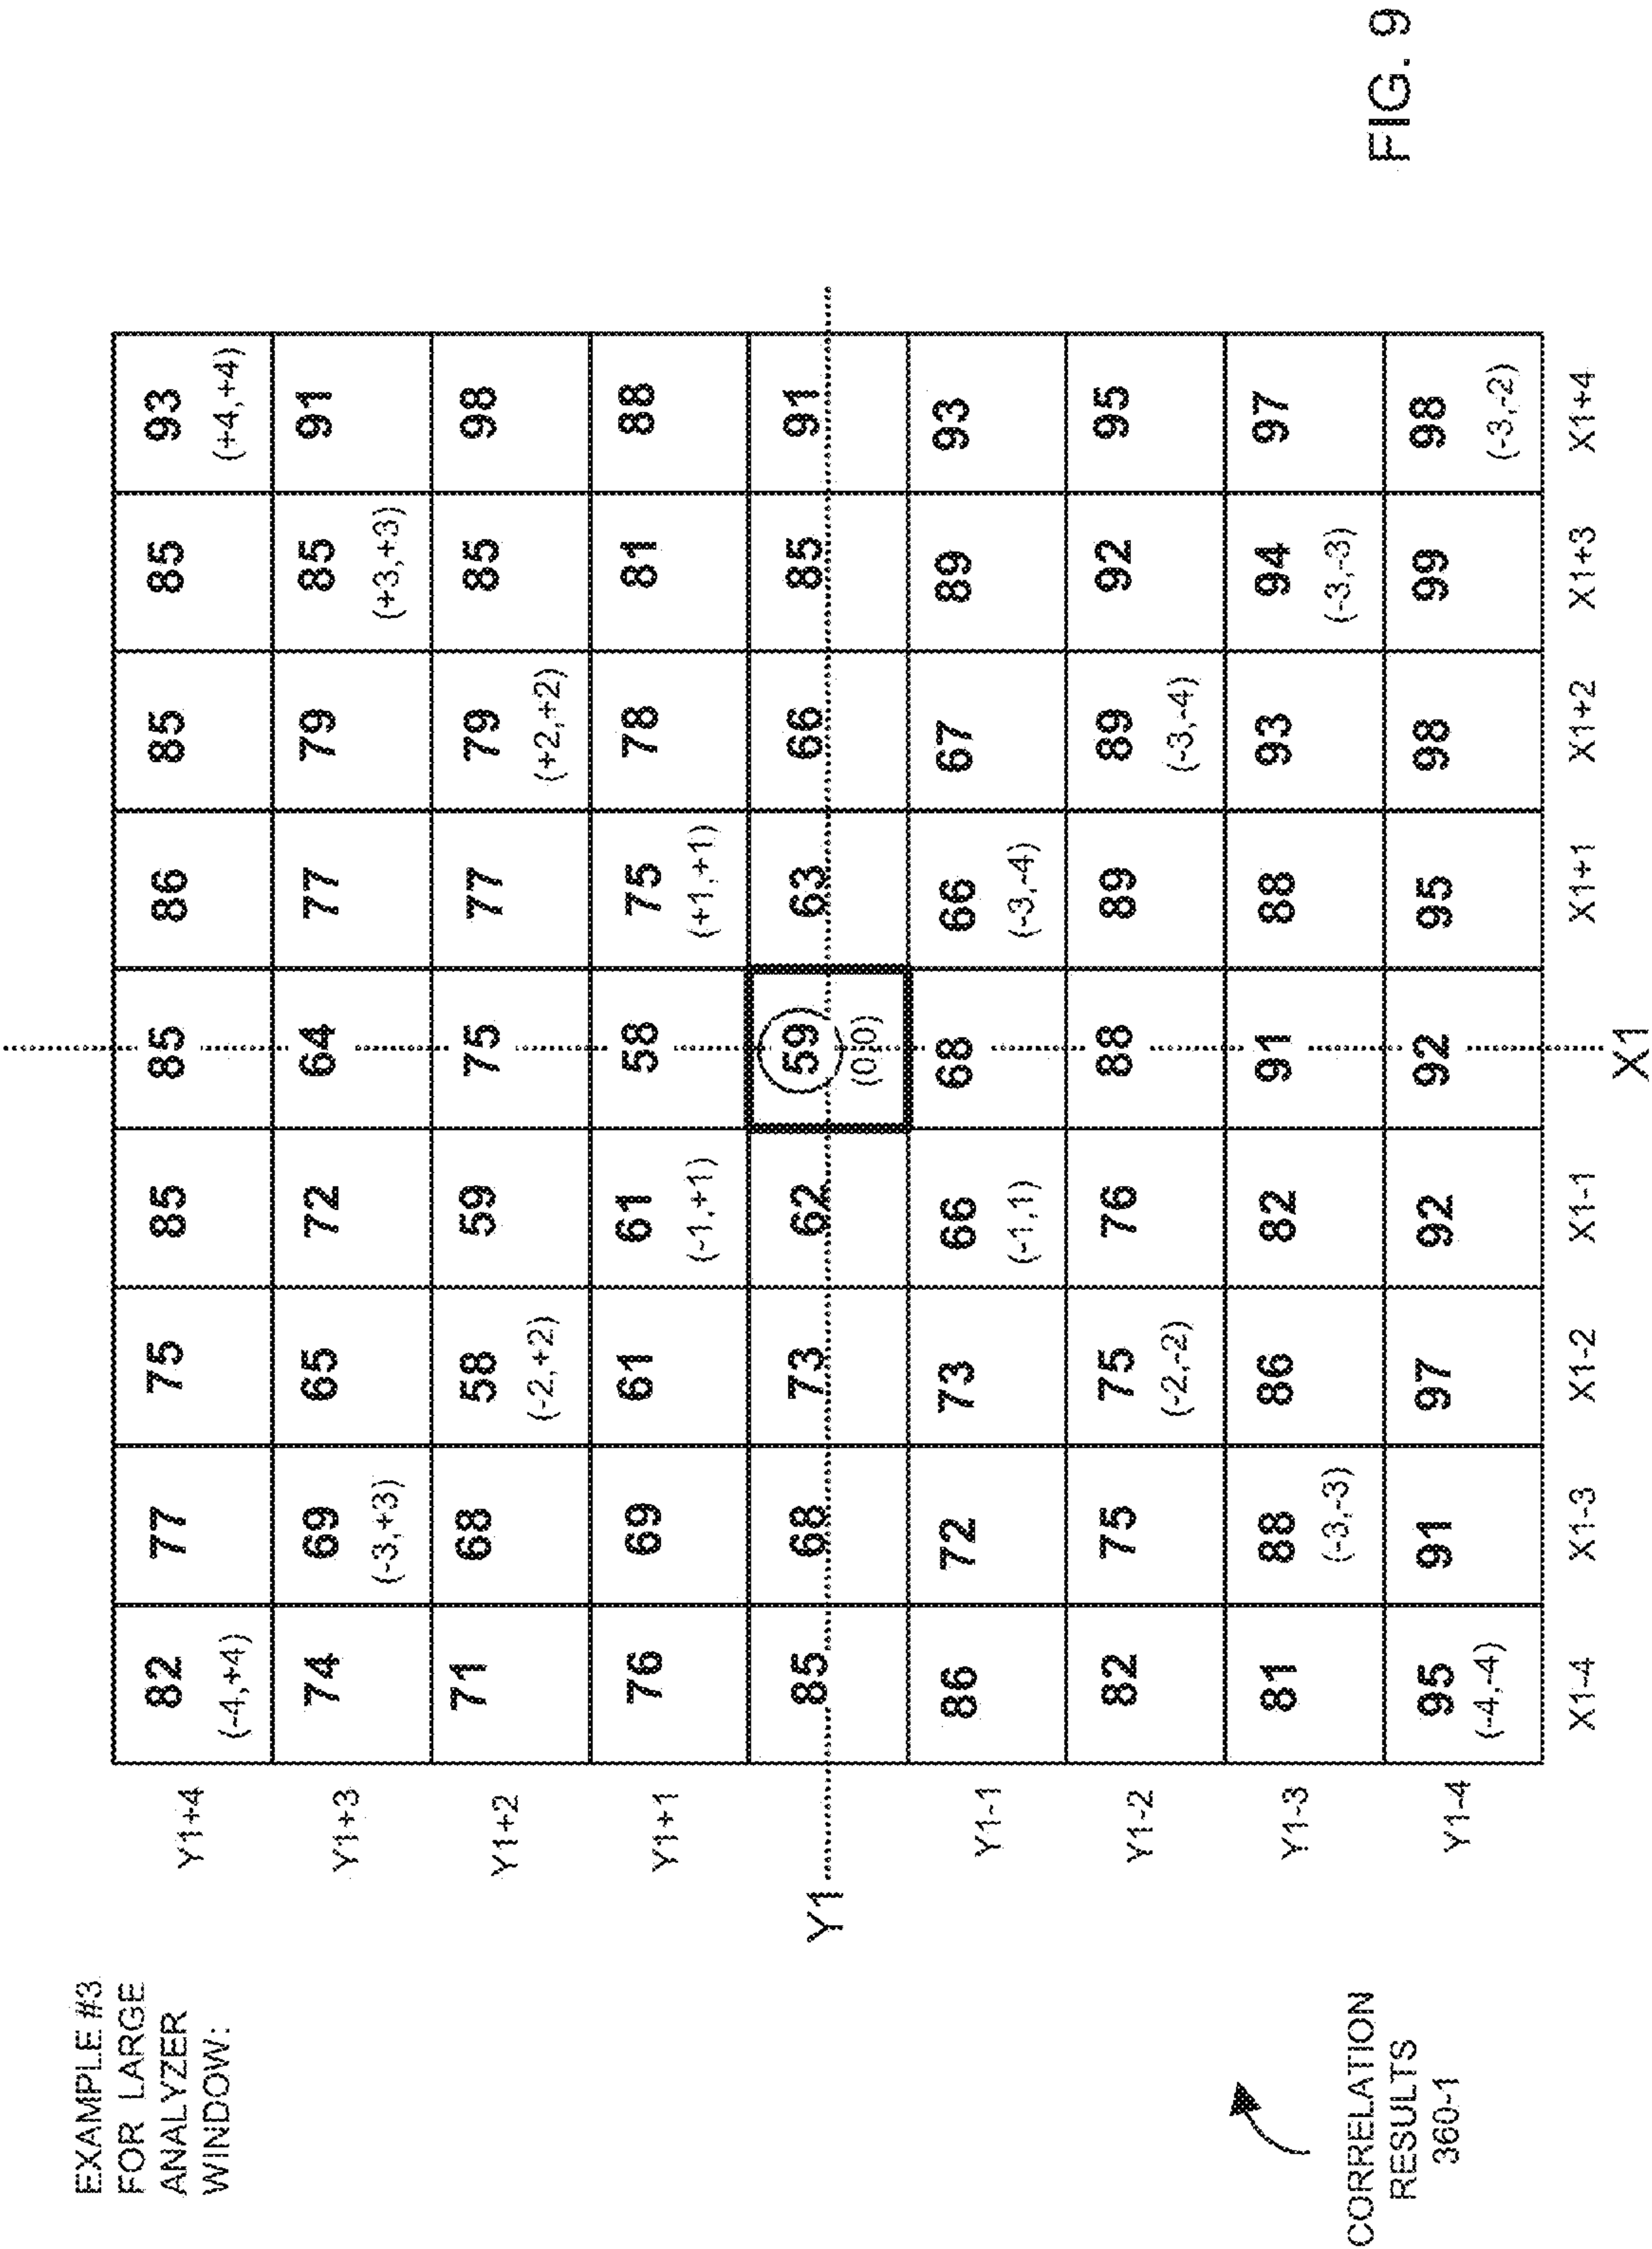 EXAMPLE #3
FOR LARGE
ANALYZER
WINDOW:
Y1+4 82 77 75 85 85 86 85 85 93
(-4,+4) (+4,+4)
Y1+3 74 69 65 72 64 77 79 85 91
(-3,+3) (+3,+3)
Y1+2 71 68 58 59 75 77 79 85 98
(-2,+2) (+2,+2)
Y1+1 76 69 61 61 58 75 78 81 88
(-1,+1) (+1,+1)
Y1 85 68 73 62 59 63 66 85 91
(0,0)
Y1-1 86 72 73 66 68 66 67 89 93
(-1,1) (-3,-4)
Y1-2 82 75 75 76 88 89 89 92 95
(-2,-2) (-3,-4)
Y1-3 81 88 86 82 91 88 93 94 97
(-3,-3) (-3,-3)
Y1-4 95 91 97 92 92 95 98 99 98
(-4,-4) (-3,-2)
X1-4 X1-3 X1-2 X1-1 X1 X1+1 X1+2 X1+3 X1+4
CORRELATION
RESULTS
360-1
FIG. 9